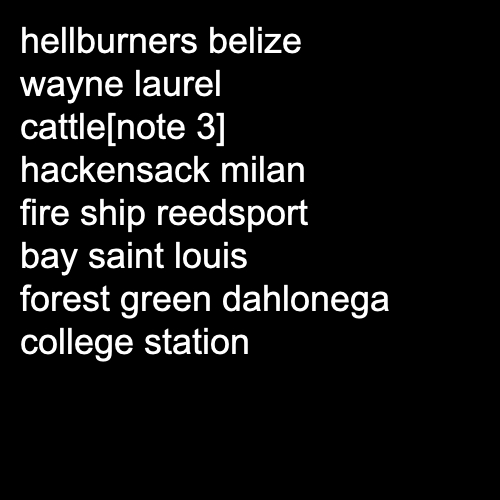 hellburners belize
wayne laurel
cattle[note 3]
hackensack milan
fire ship reedsport
bay saint louis
forest green dahlonega
college station